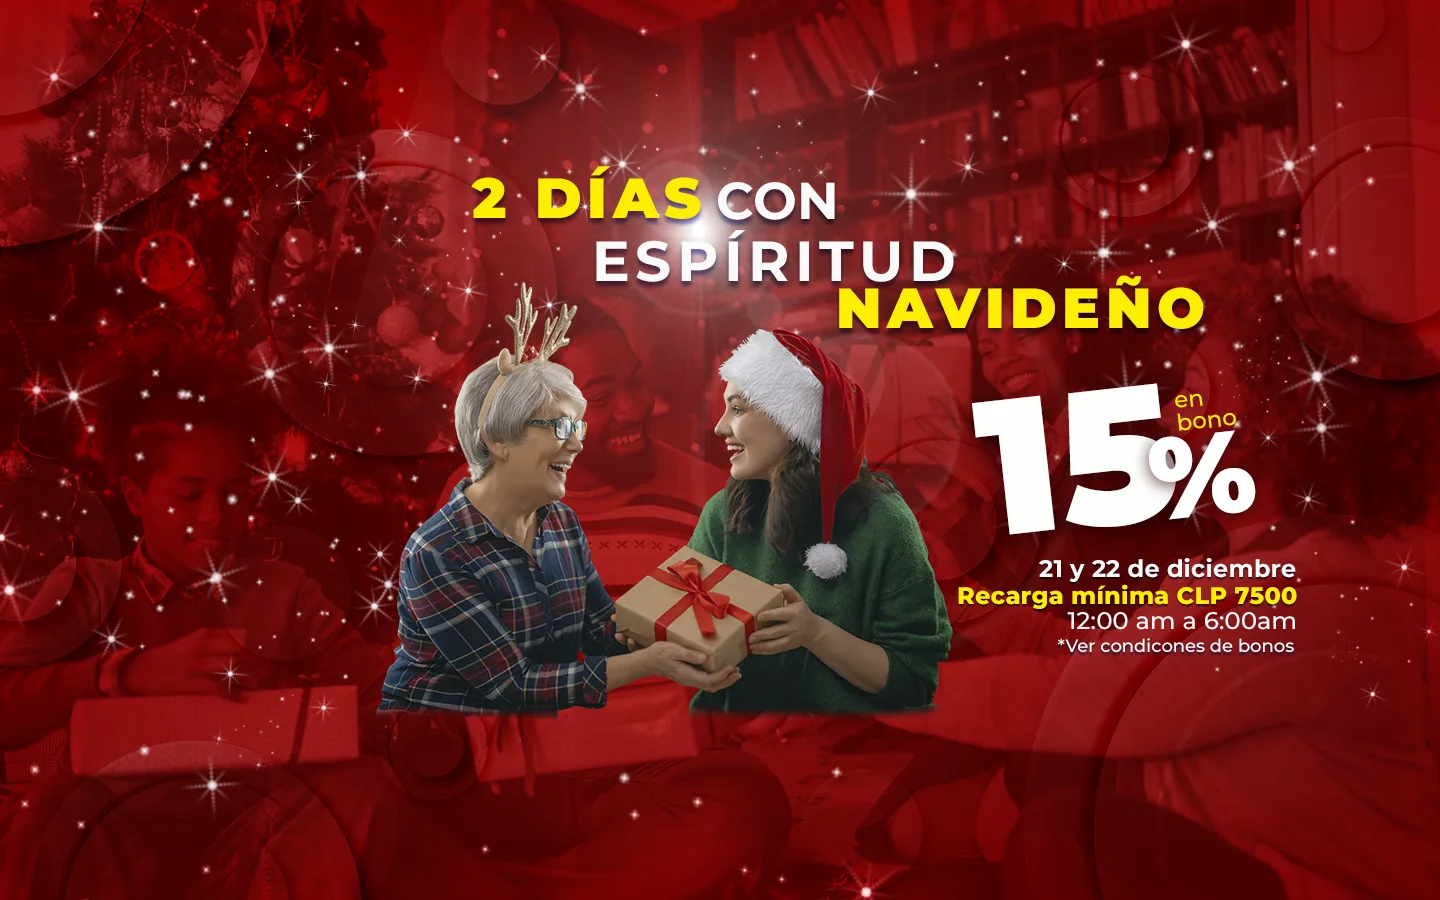 2 DÍAS CON
ESPÍRITUD
NAVIDEÑO
15%
en
bono
21 y 22 de diciembre
Recarga mínima CLP 7500
12:00 am a 6:00am
*Ver condicones de bonos